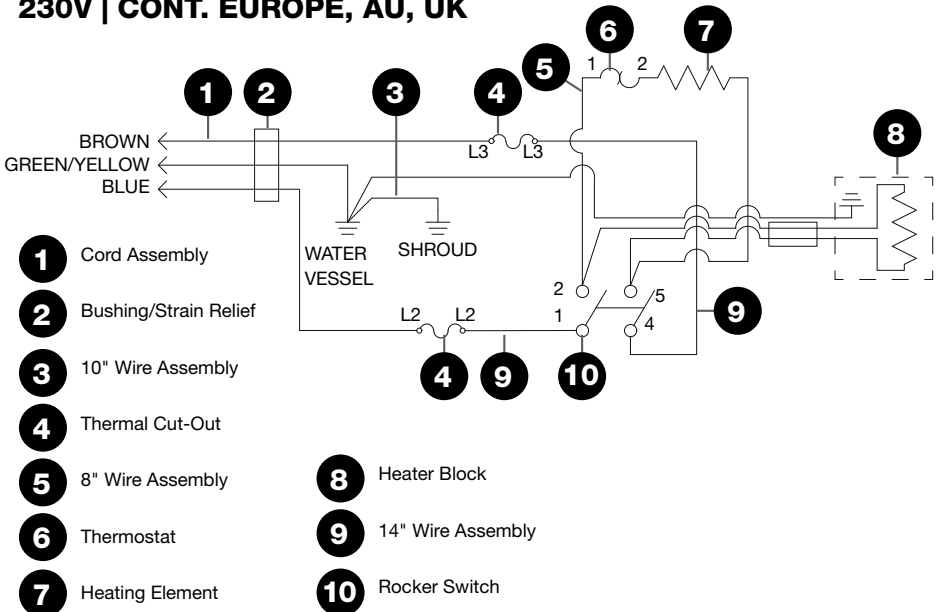 230V | CONT. EUROPE, AU, UK
6
7
5
1 2
1
2
3
4
8
BROWN
L3 L3
GREEN/YELLOW
BLUE
WATER
VESSEL
SHROUD
2
5
L2 L2
1
4
9
4
9
10
1 Cord Assembly
2 Bushing/Strain Relief
3 10" Wire Assembly
4 Thermal Cut-Out
5 8" Wire Assembly
6 Thermostat
7 Heating Element
8 Heater Block
9 14" Wire Assembly
10 Rocker Switch